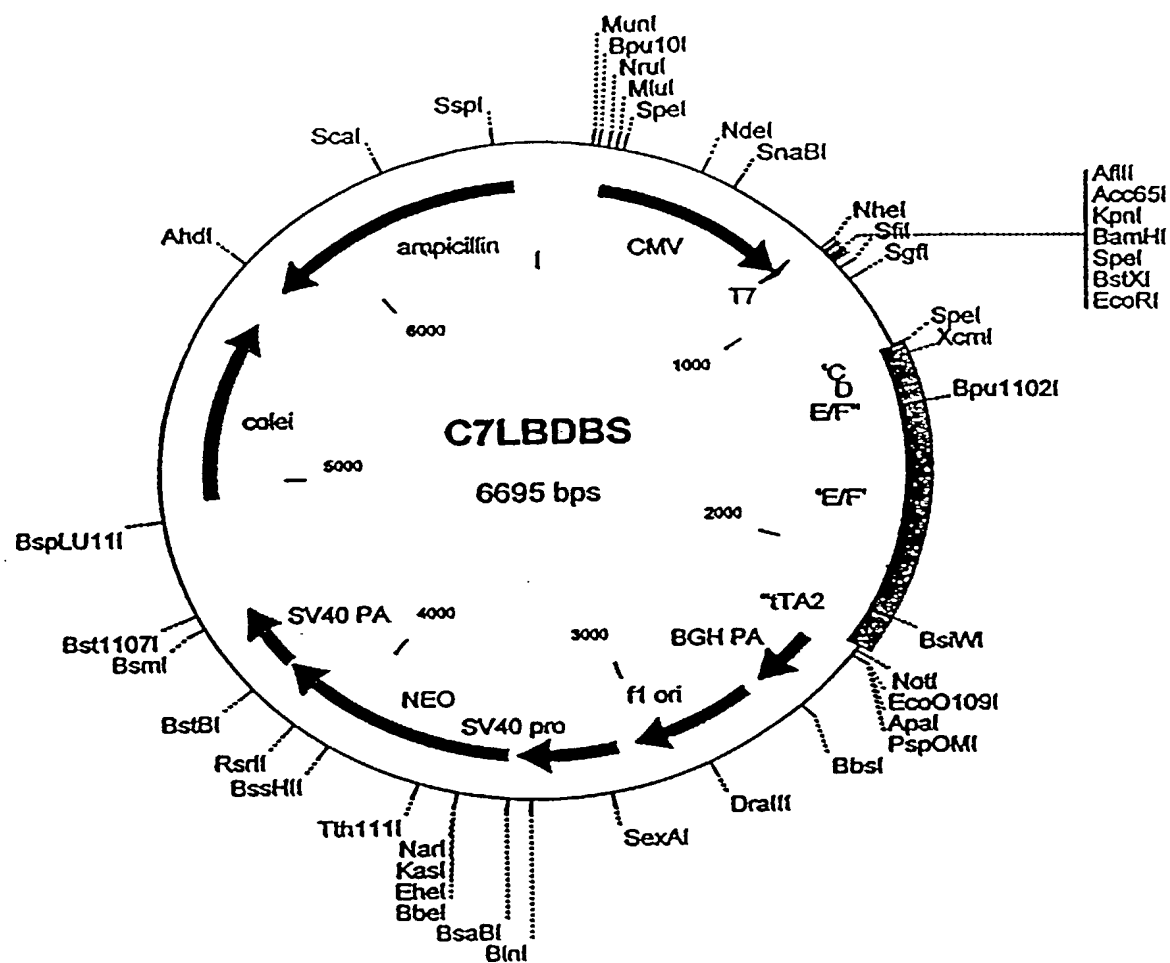 MunI
Bpu10I
NruI
MluI
SpeI
NdeI
SnaBI
SspI
ScaI
AhdI
AflII
Acc65I
KpnI
BamHI
SpeI
BstXI
EcoRI
NheI
SfiI
SgfI
ampicillin
CMV
T7
6000
1000
SpeI
XcmI
Bpu1102I
'C
D
E/F"
colei
C7LBDBS
6695 bps
5000
'E/F'
2000
BspLU11I
SV40 PA
4000
3000
"tTA2
BGH PA
BsiWI
Bst1107I
BsmI
NotI
EcoO109I
ApaI
PspOMI
NEO
SV40 pro
f1 ori
BstBI
RsrII
BssHII
BbsI
DraIII
Tth111I
SexAI
NarI
KasI
EheI
BbeI
BsaBI
BlnI